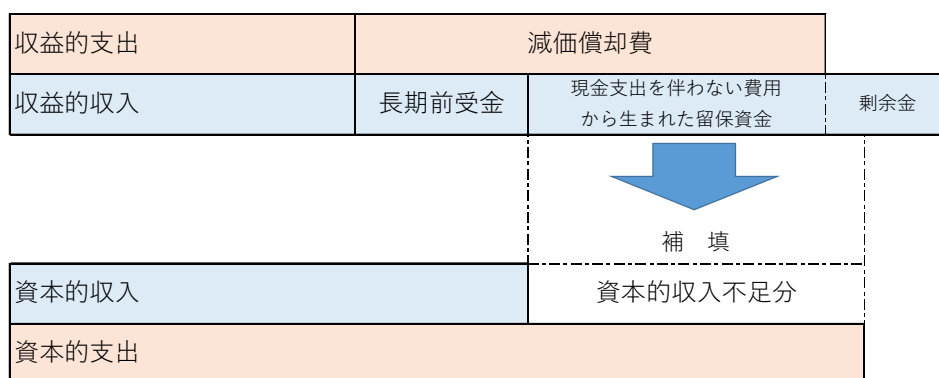 収益的支出
減価償却費
収益的収入
長期前受金
現金支出を伴わない費用
から生まれた留保資金
剰余金
補　填
資本的収入
資本的収入不足分
資本的支出